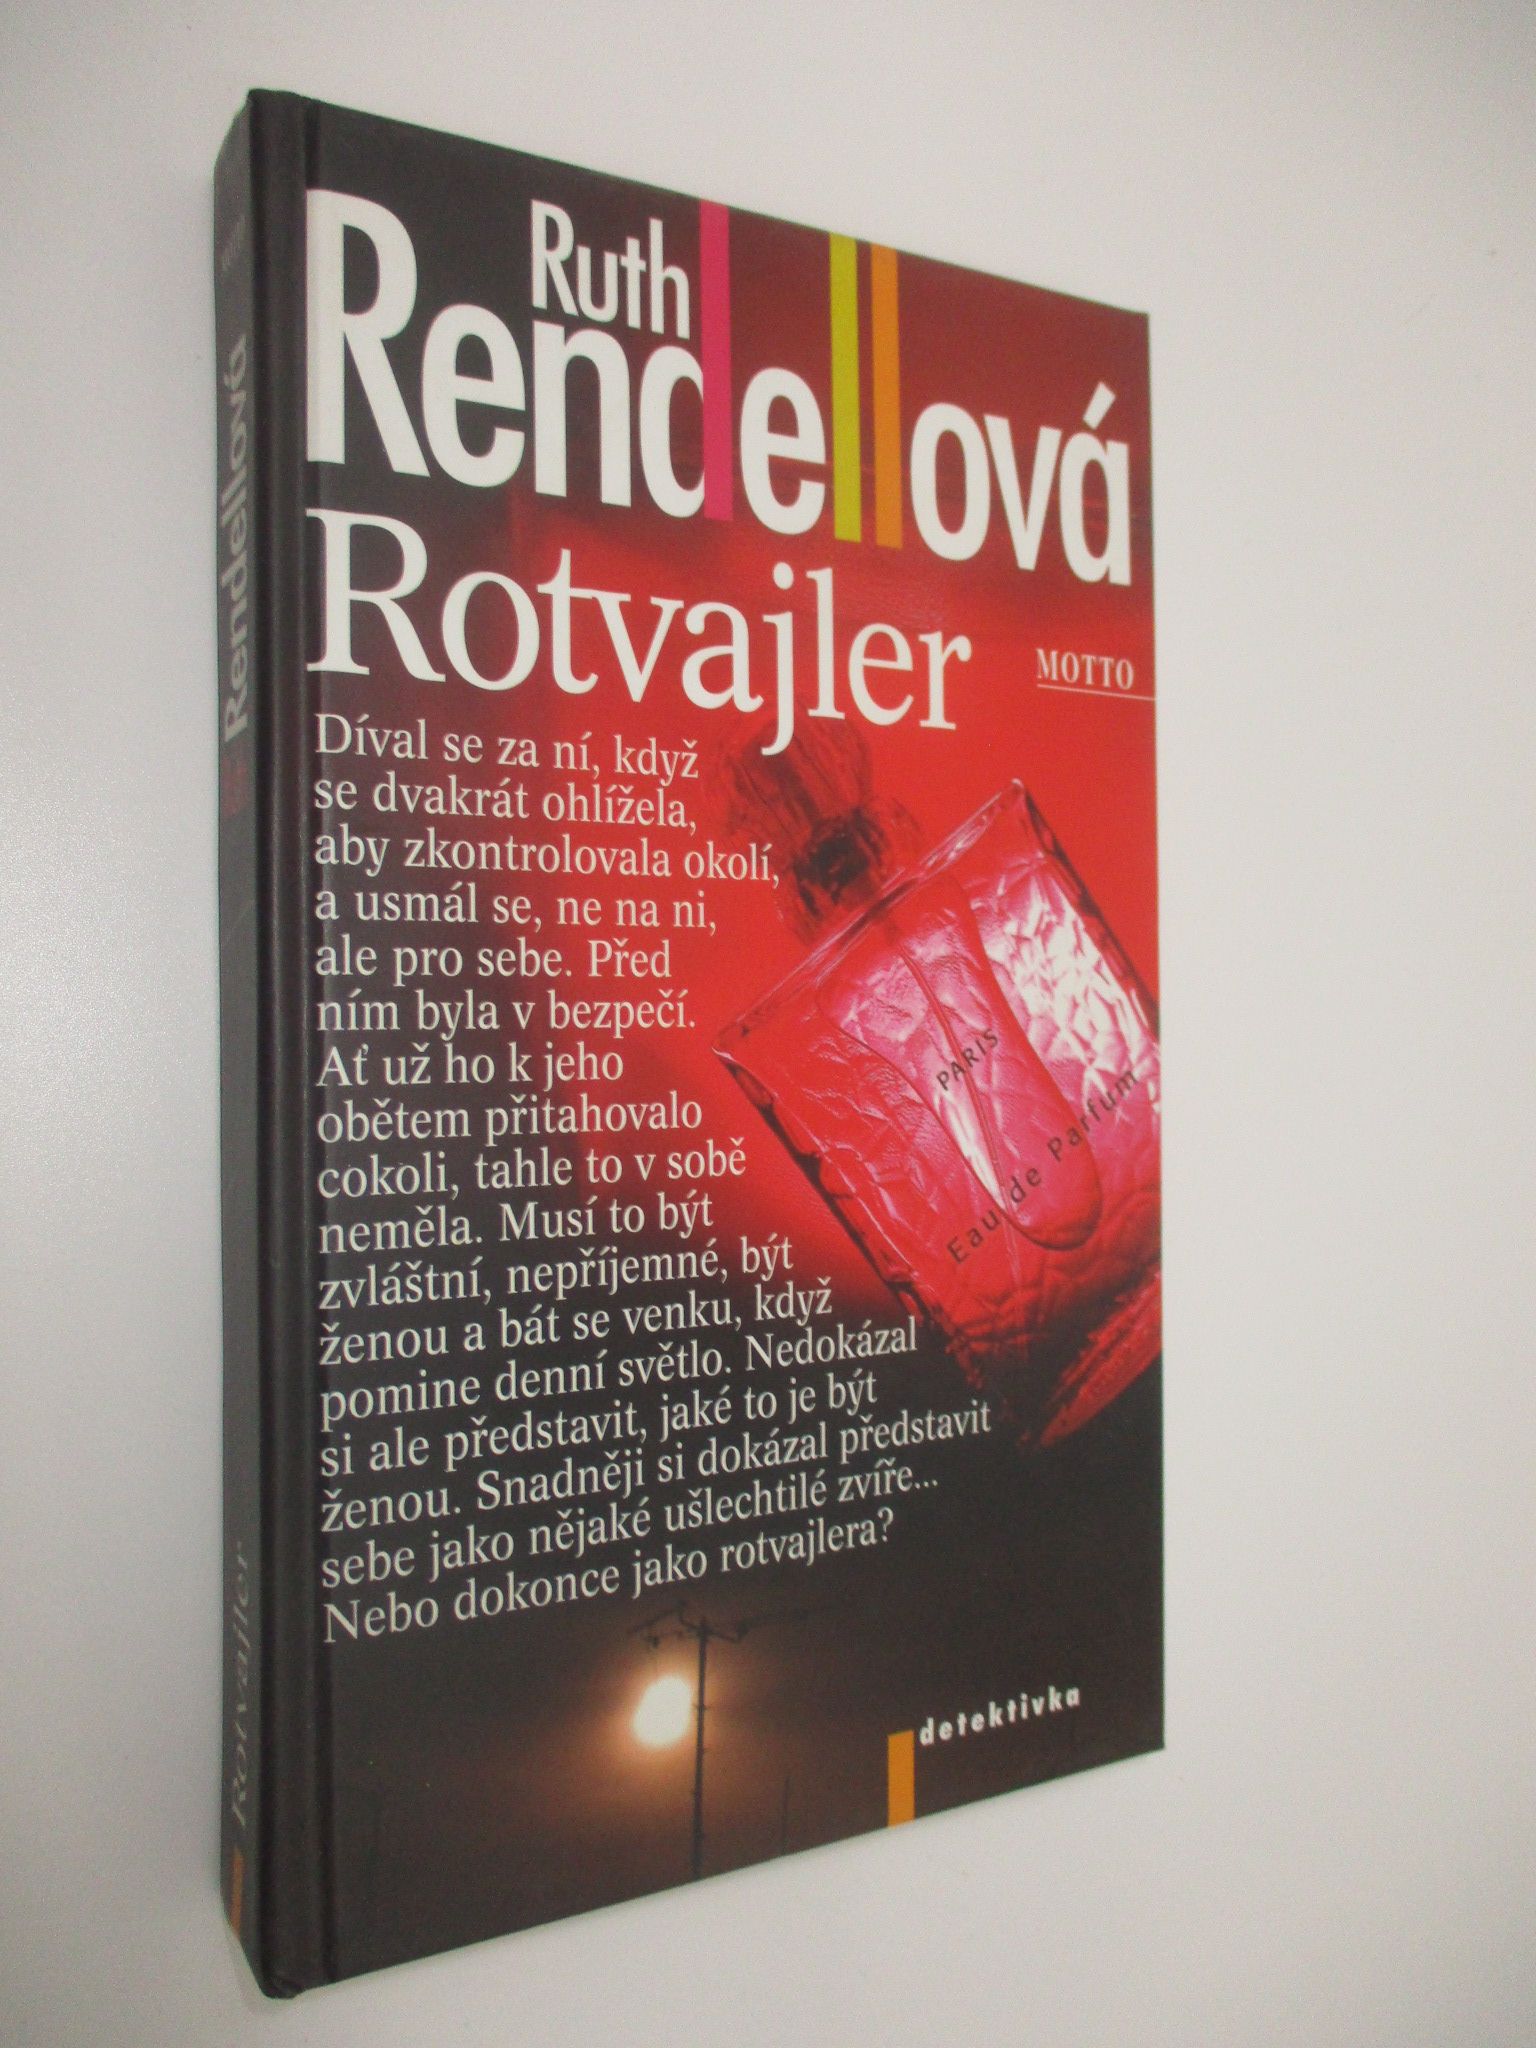 Ruth
Rendellová
Rotvajler
MOTTO
Díval se za ní, když
se dvakrát ohlížela,
aby zkontrolovala okolí,
a usmál se, ne na ni,
ale pro sebe. Před
ním byla v bezpečí.
Ať už ho k jeho
obětem přitahovalo
cokoli, tahle to v sobě
neměla. Musí to být
zvláštní, nepříjemné, být
ženou a bát se venku, když
pomine denní světlo. Nedokázal
si ale představit, jaké to je být
ženou. Snadněji si dokázal představit
sebe jako nějaké ušlechtilé zvíře...
Nebo dokonce jako rotvajlera?
PARIS
Eau de Parfum
detektivka
Rendellová
Rotvajler